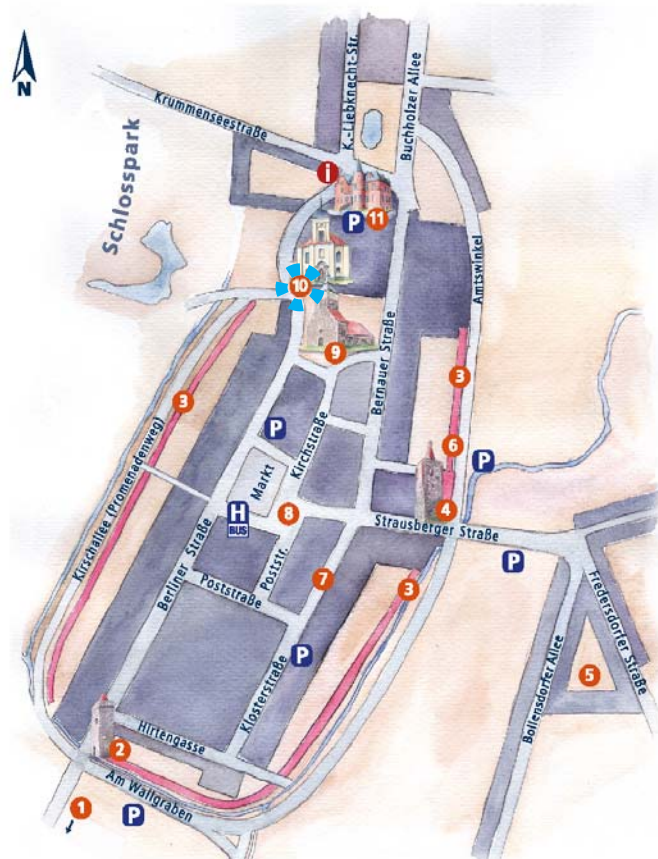 N
Krummenseestraße
K.-Liebknecht-Str.
Buchholzer Allee
Schlosspark
i
P
11
Amtswinkel
10
9
Bernauer Straße
3
3
6
P
Kirchstraße
P
Markt
4
8
H
BUS
Strausberger Straße
P
Kirschallee (Promenadenweg)
Berliner Straße
Poststr.
Poststraße
7
3
Fredersdorfer Straße
Bollensdorfer Allee
5
P
Klosterstraße
Hirtengasse
2
Am Wallgraben
1
P